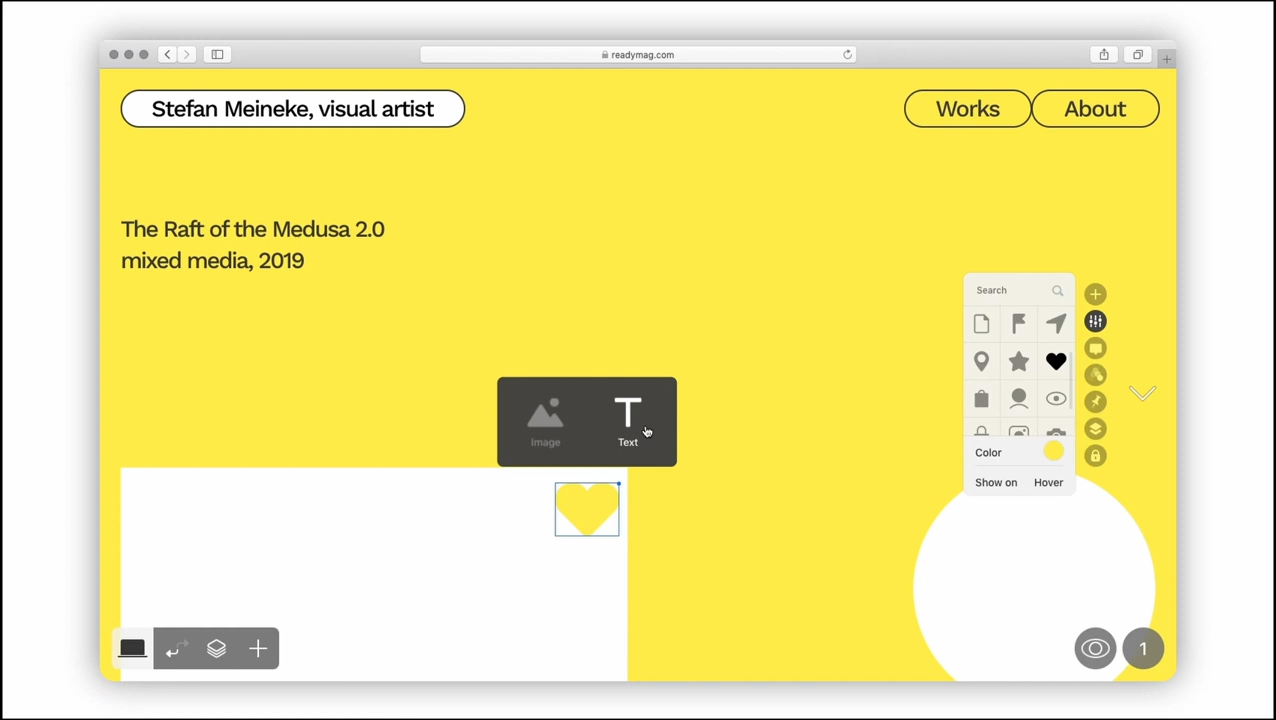 readymag.com
Stefan Meineke, visual artist
Works
About
The Raft of the Medusa 2.0
mixed media, 2019
Search
Image
Text
Color
Show on
Hover
1